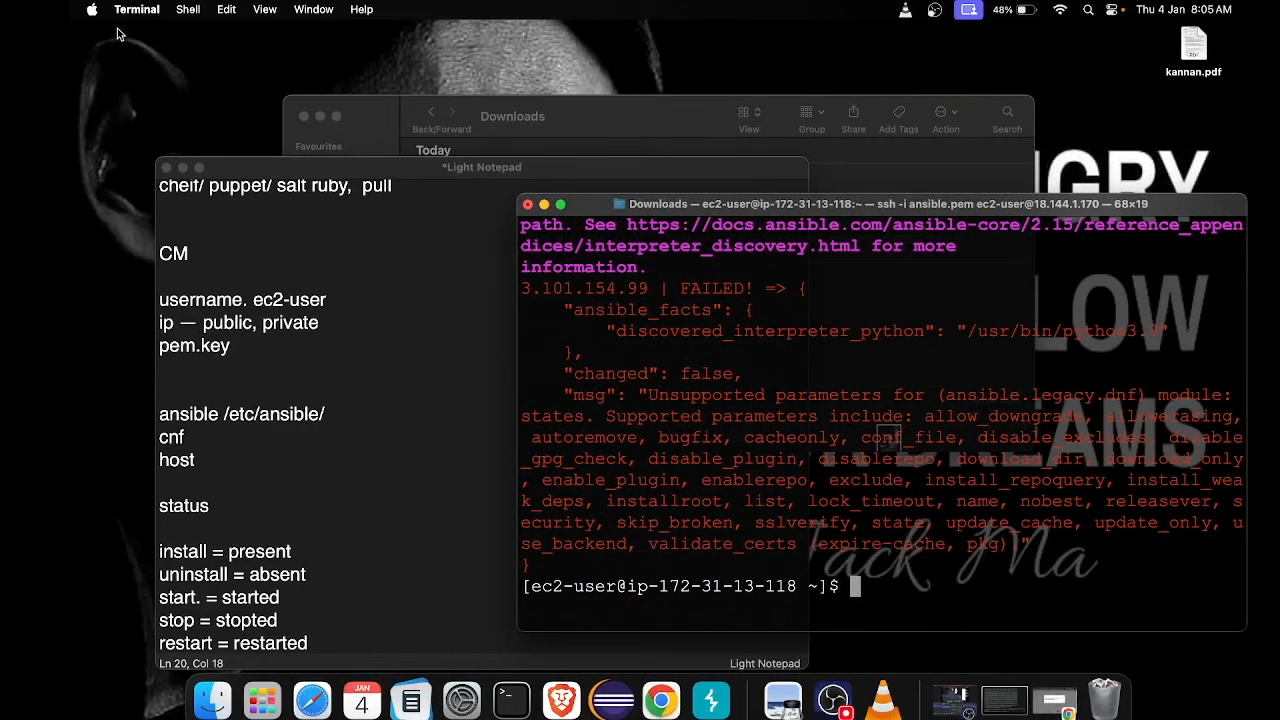 Terminal Shell Edit View Window Help 48% Thu 4 Jan 8:05 AM
kannan.pdf
Downloads
Back/Forward View Group Share Add Tags Action Search
Favourites
Today
*Light Notepad
cheif/ puppet/ salt ruby, pull
CM
username. ec2-user
ip — public, private
pem.key
ansible /etc/ansible/
cnf
host
status
install = present
uninstall = absent
start. = started
stop = stopted
restart = restarted
Ln 20, Col 18 Light Notepad
Downloads — ec2-user@ip-172-31-13-118:~ — ssh -i ansible.pem ec2-user@18.144.1.170 — 68×19
path. See https://docs.ansible.com/ansible-core/2.15/reference_appen
dices/interpreter_discovery.html for more
information.
3.101.154.99 | FAILED! => {
"ansible_facts": {
"discovered_interpreter_python": "/usr/bin/python3.9"
},
"changed": false,
"msg": "Unsupported parameters for (ansible.legacy.dnf) module:
states. Supported parameters include: allow_downgrade, allowerasing,
autoremove, bugfix, cacheonly, conf_file, disable_excludes, disable
_gpg_check, disable_plugin, disablerepo, download_dir, download_only
, enable_plugin, enablerepo, exclude, install_repoquery, install_wea
k_deps, installroot, list, lock_timeout, name, nobest, releasever, s
ecurity, skip_broken, sslverify, state, update_cache, update_only, u
se_backend, validate_certs (expire-cache, pkg)."
}
[ec2-user@ip-172-31-13-118 ~]$
JAN
4